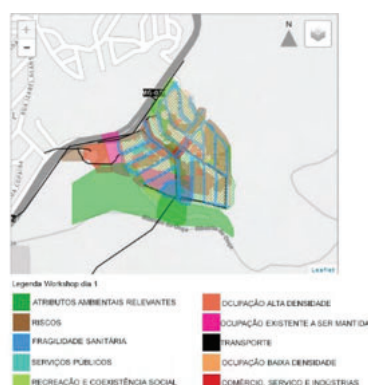 +
N
-
Leaflet
Legenda Workshop dia 1
ATRIBUTOS AMBIENTAIS RELEVANTES
OCUPAÇÃO ALTA DENSIDADE
RISCOS
OCUPAÇÃO EXISTENTE A SER MANTIDA
FRAGILIDADE SANITÁRIA
TRANSPORTE
SERVIÇOS PÚBLICOS
OCUPAÇÃO BAIXA DENSIDADE
RECREAÇÃO E COEXISTÊNCIA SOCIAL
COMÉRCIO, SERVIÇO E INDÚSTRIAS